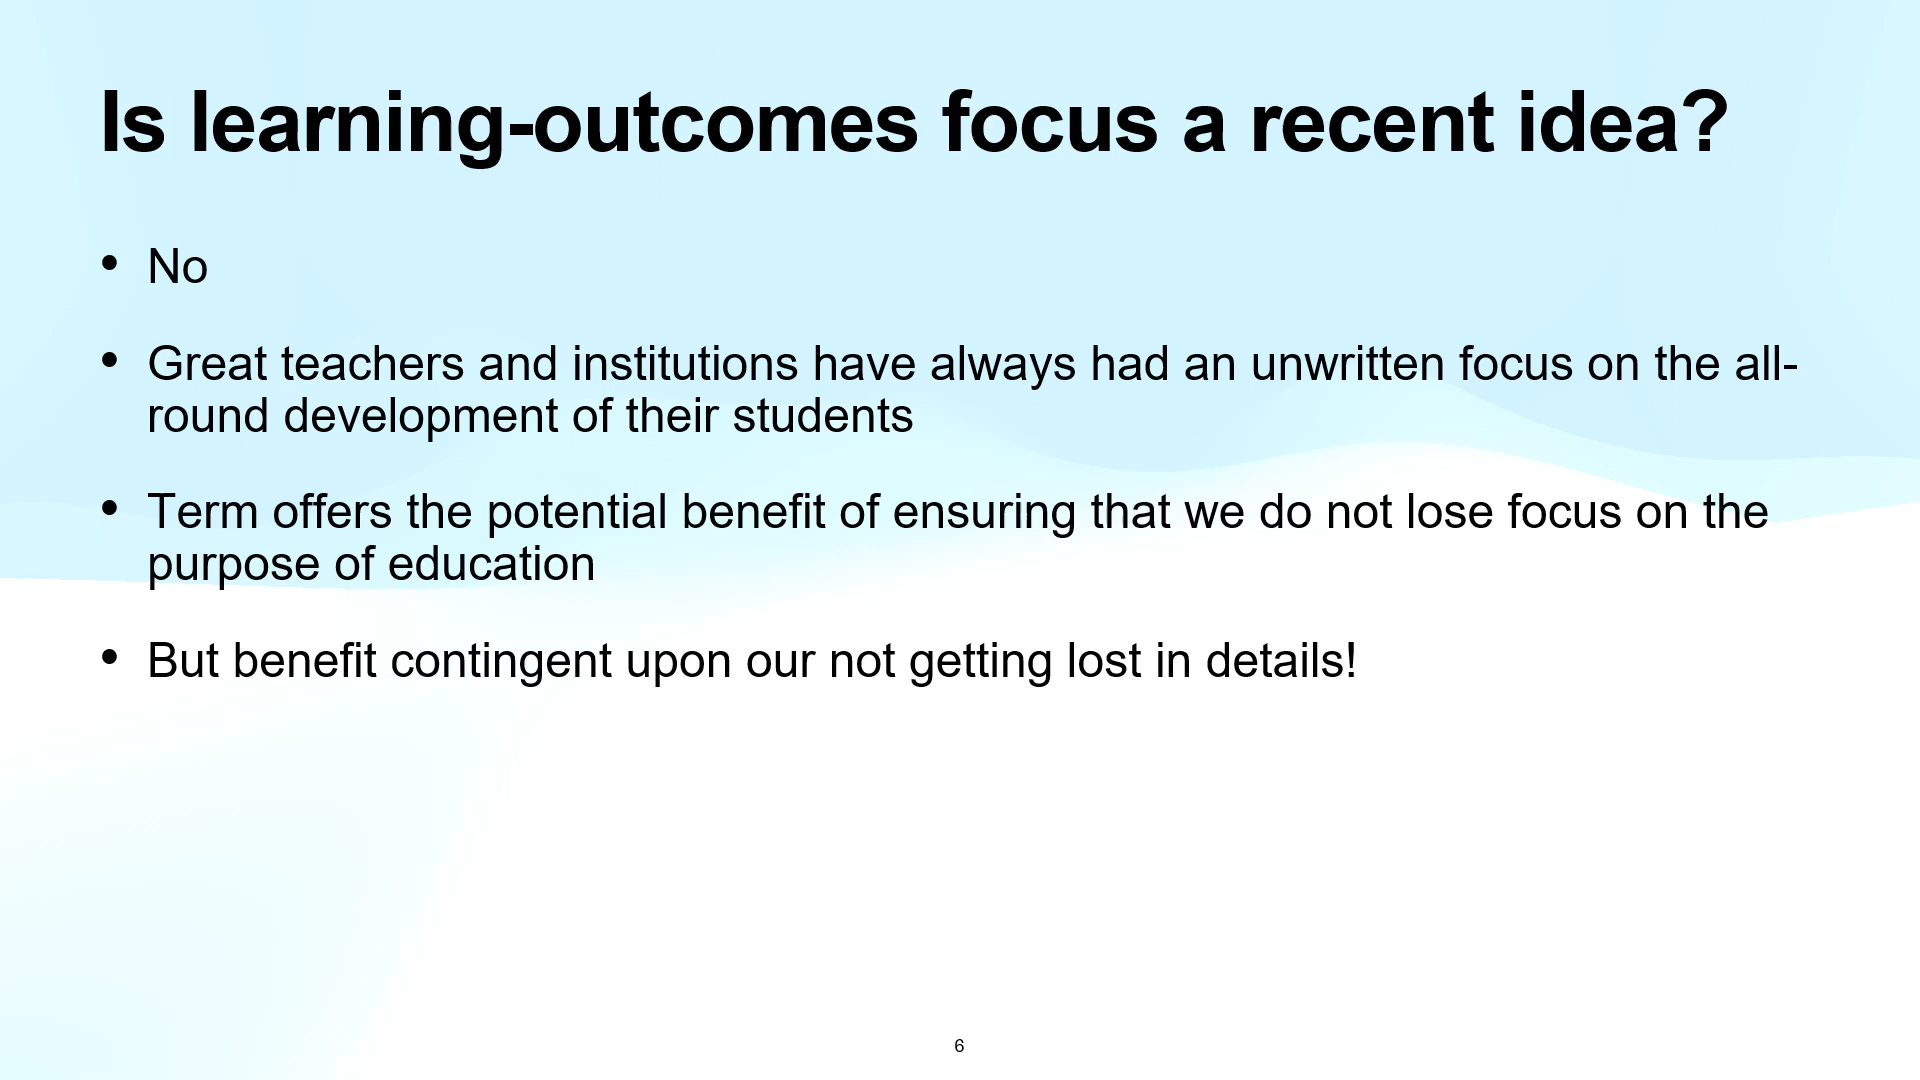 Is learning-outcomes focus a recent idea?
• No
• Great teachers and institutions have always had an unwritten focus on the all-
round development of their students
• Term offers the potential benefit of ensuring that we do not lose focus on the
purpose of education
• But benefit contingent upon our not getting lost in details!
6